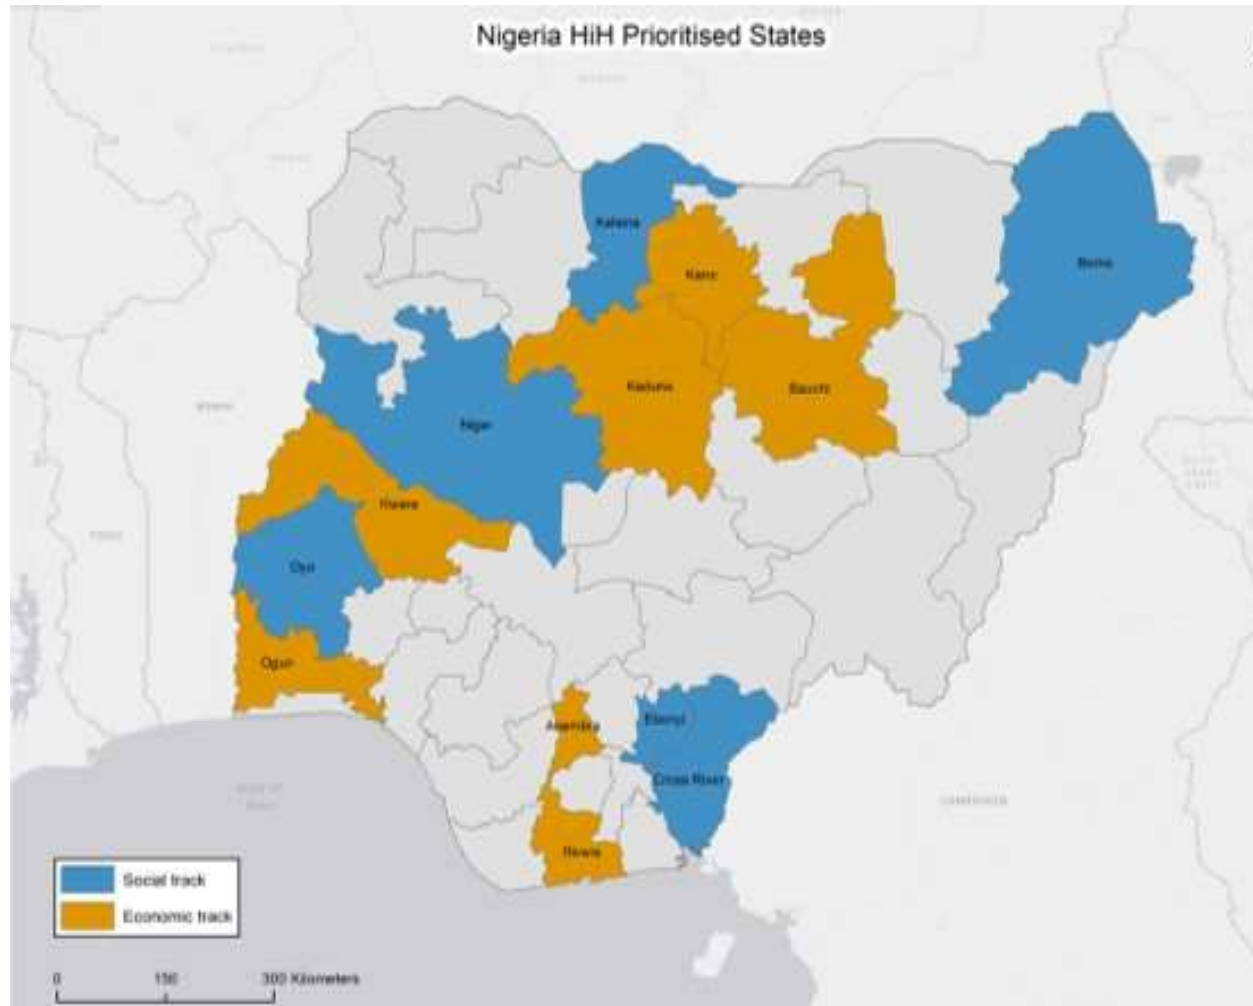 Nigeria HiH Prioritised States
Katsina
Kano
Borno
Kaduna
Bauchi
Niger
Kwara
Oyo
Ogun
Anambra
Ebonyi
Cross River
Rivers
CAMEROON
Social track
Economic track
0 150 300 Kilometers